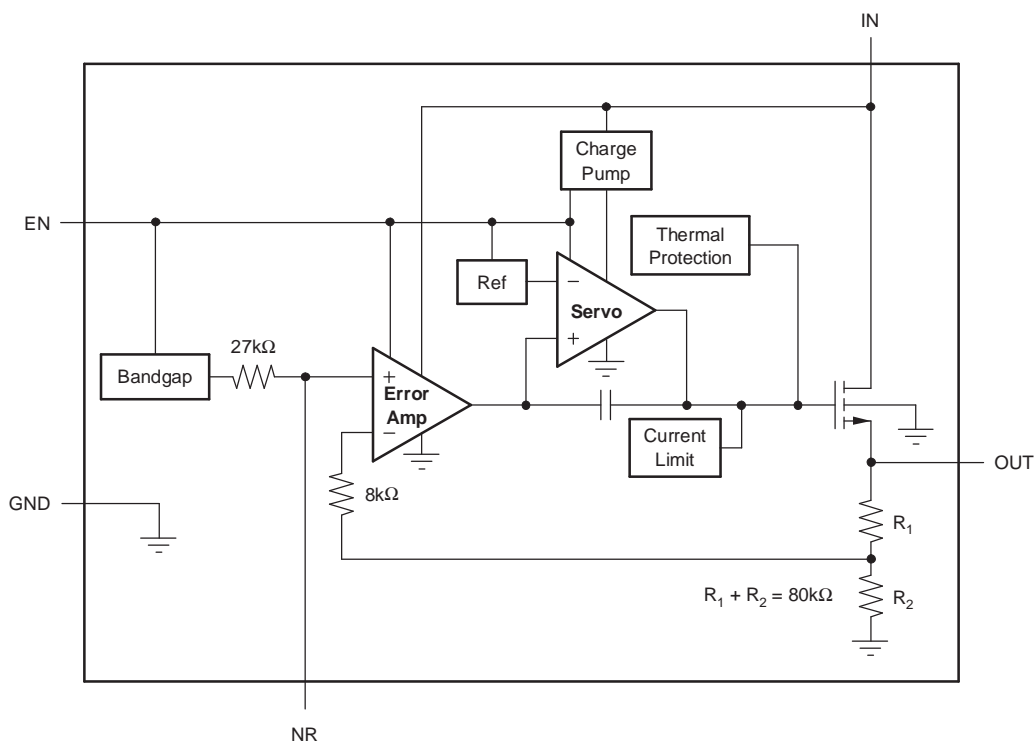 IN
Charge
Pump
EN
Thermal
Protection
Ref
−
Servo
27kΩ
+
Bandgap
+
Error
Amp
−
Current
Limit
OUT
8kΩ
GND
R1
R1 + R2 = 80kΩ
R2
NR